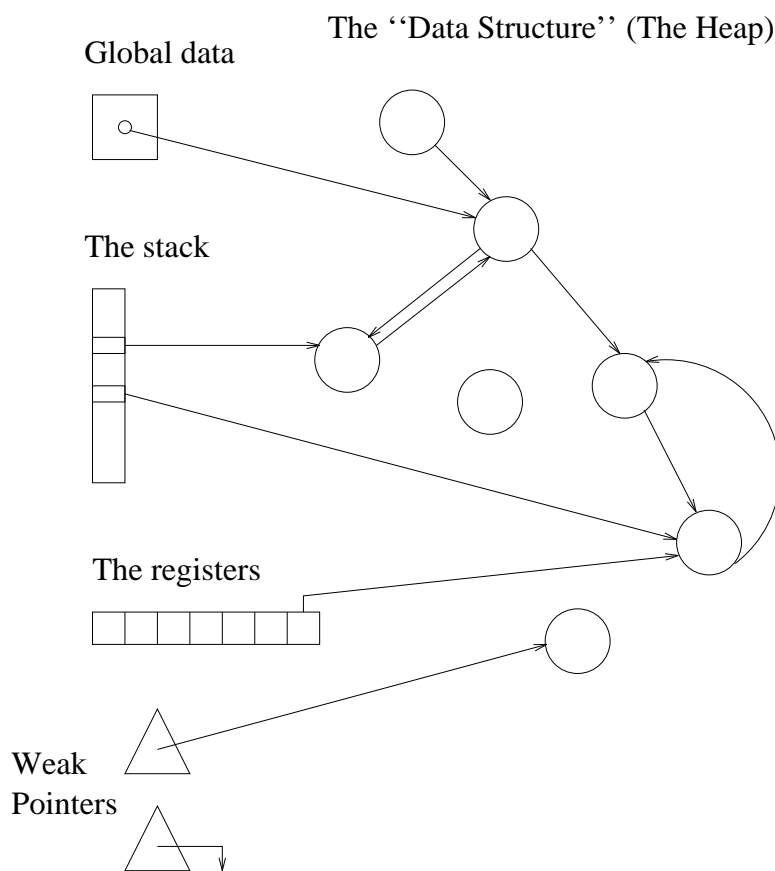 The ‘‘Data Structure’’ (The Heap)
Global data
The stack
The registers
Weak
Pointers